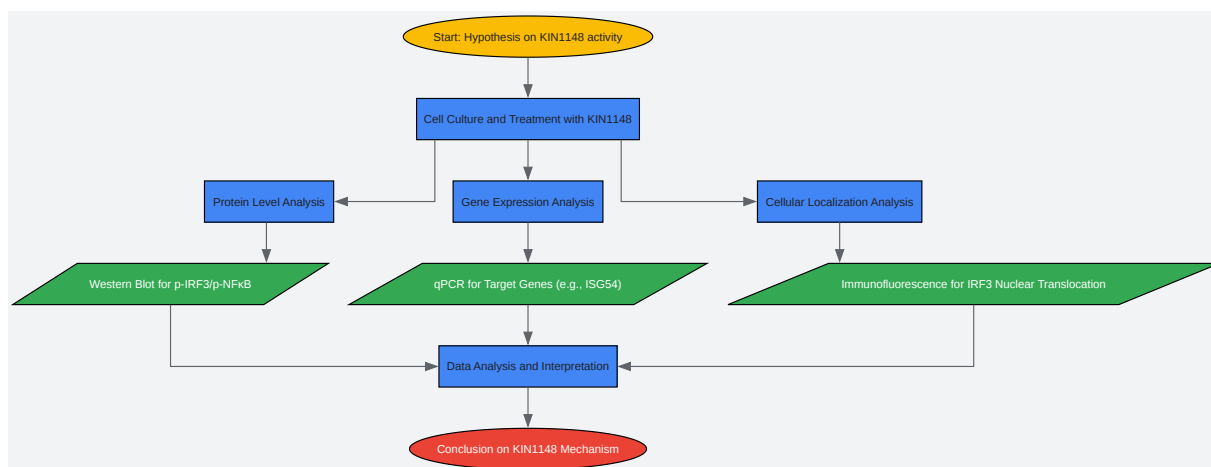 Start: Hypothesis on KIN1148 activity
Cell Culture and Treatment with KIN1148
Protein Level Analysis
Gene Expression Analysis
Cellular Localization Analysis
Western Blot for p-IRF3/p-NFκB
qPCR for Target Genes (e.g., ISG54)
Immunofluorescence for IRF3 Nuclear Translocation
Data Analysis and Interpretation
Conclusion on KIN1148 Mechanism